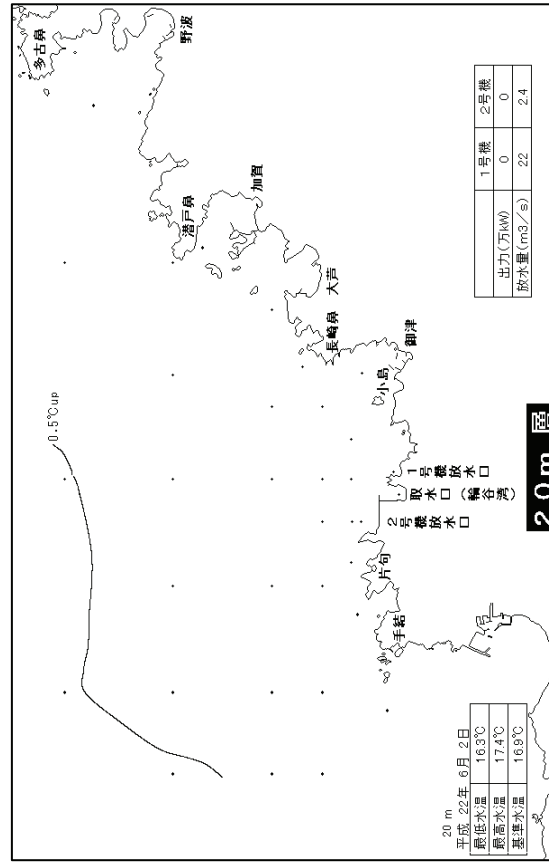 多古鼻
野波
潜戸鼻
加賀
大芦
長崎鼻
御津
小島
0.5℃up
1号機放水口
取水口(輪谷湾)
2号機放水口
片句
手結
1号機 2号機
出力(万kW) 0 0
放水量(m3/s) 22 2.4
20m 層
20 m
平成 22年 6月 2日
最低水温 16.3℃
最高水温 17.4℃
基準水温 16.9℃